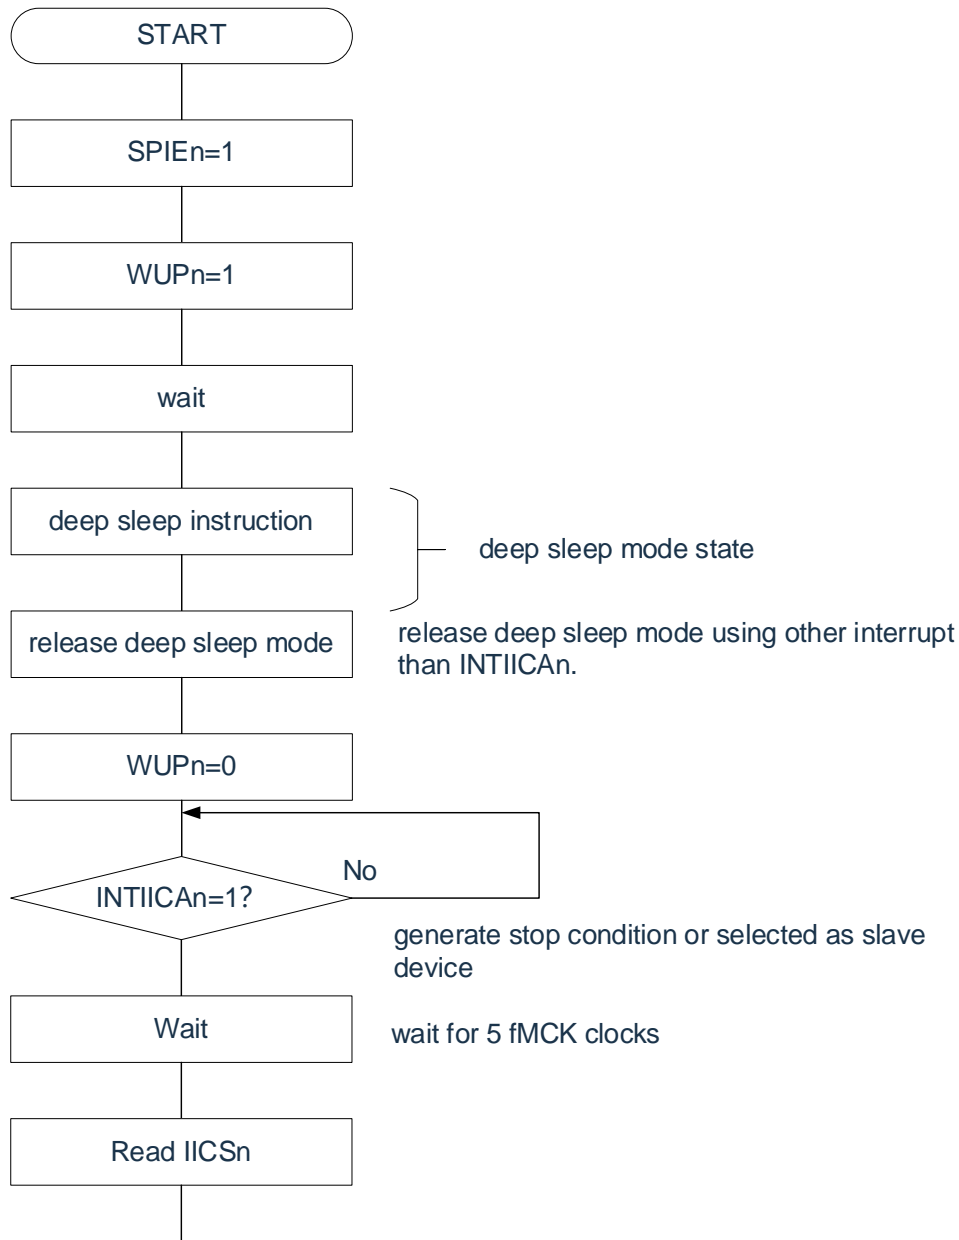 START
SPIEn=1
WUPn=1
wait
deep sleep instruction
deep sleep mode state
release deep sleep mode
release deep sleep mode using other interrupt
than INTIICAn.
WUPn=0
No
INTIICAn=1?
generate stop condition or selected as slave
device
Wait
wait for 5 fMCK clocks
Read IICSn